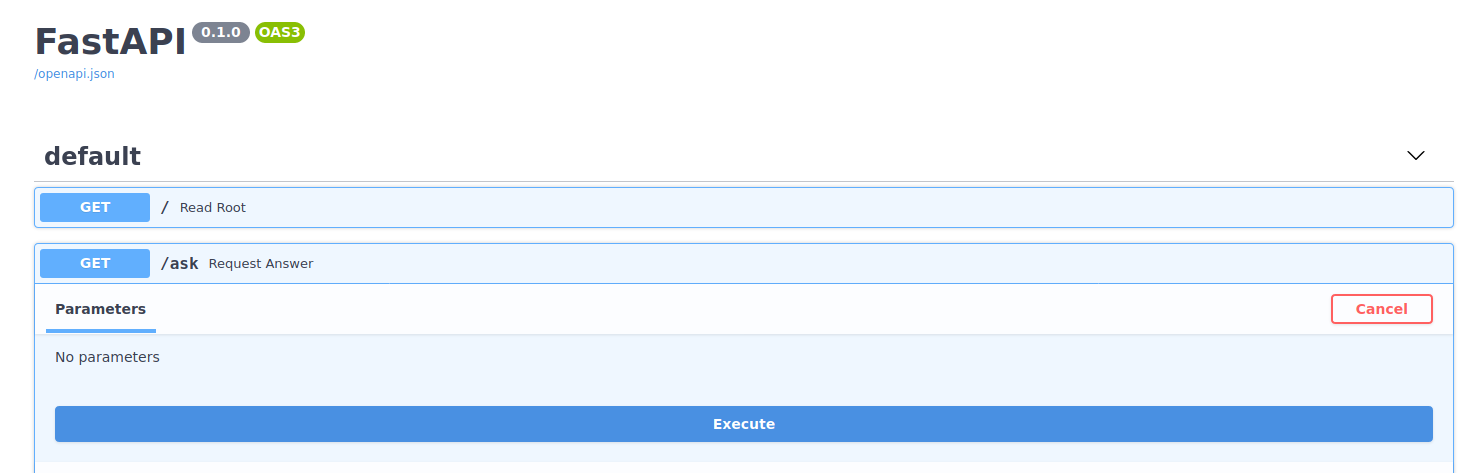 FastAPI 0.1.0 OAS3
/openapi.json
default
GET / Read Root
GET /ask Request Answer
Parameters Cancel
No parameters
Execute